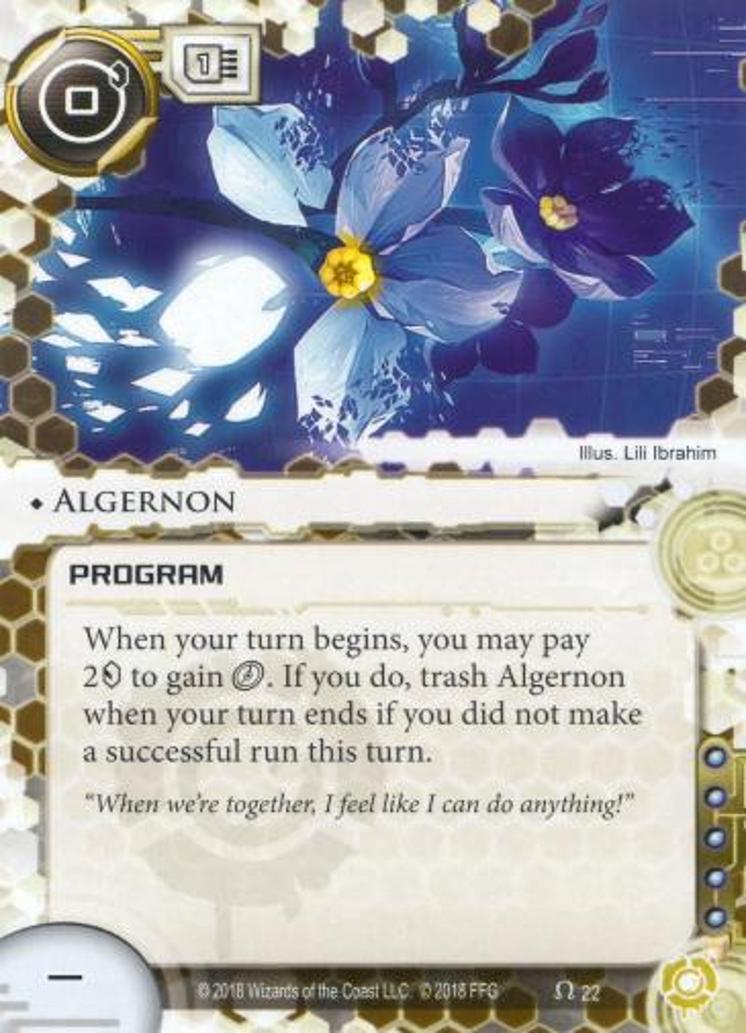 0
1
Illus. Lili Ibrahim
◆ ALGERNON
PROGRAM
When your turn begins, you may pay
2 to gain . If you do, trash Algernon
when your turn ends if you did not make
a successful run this turn.
“When we’re together, I feel like I can do anything!”
–
© 2018 Wizards of the Coast LLC. © 2018 FFG Ω 22